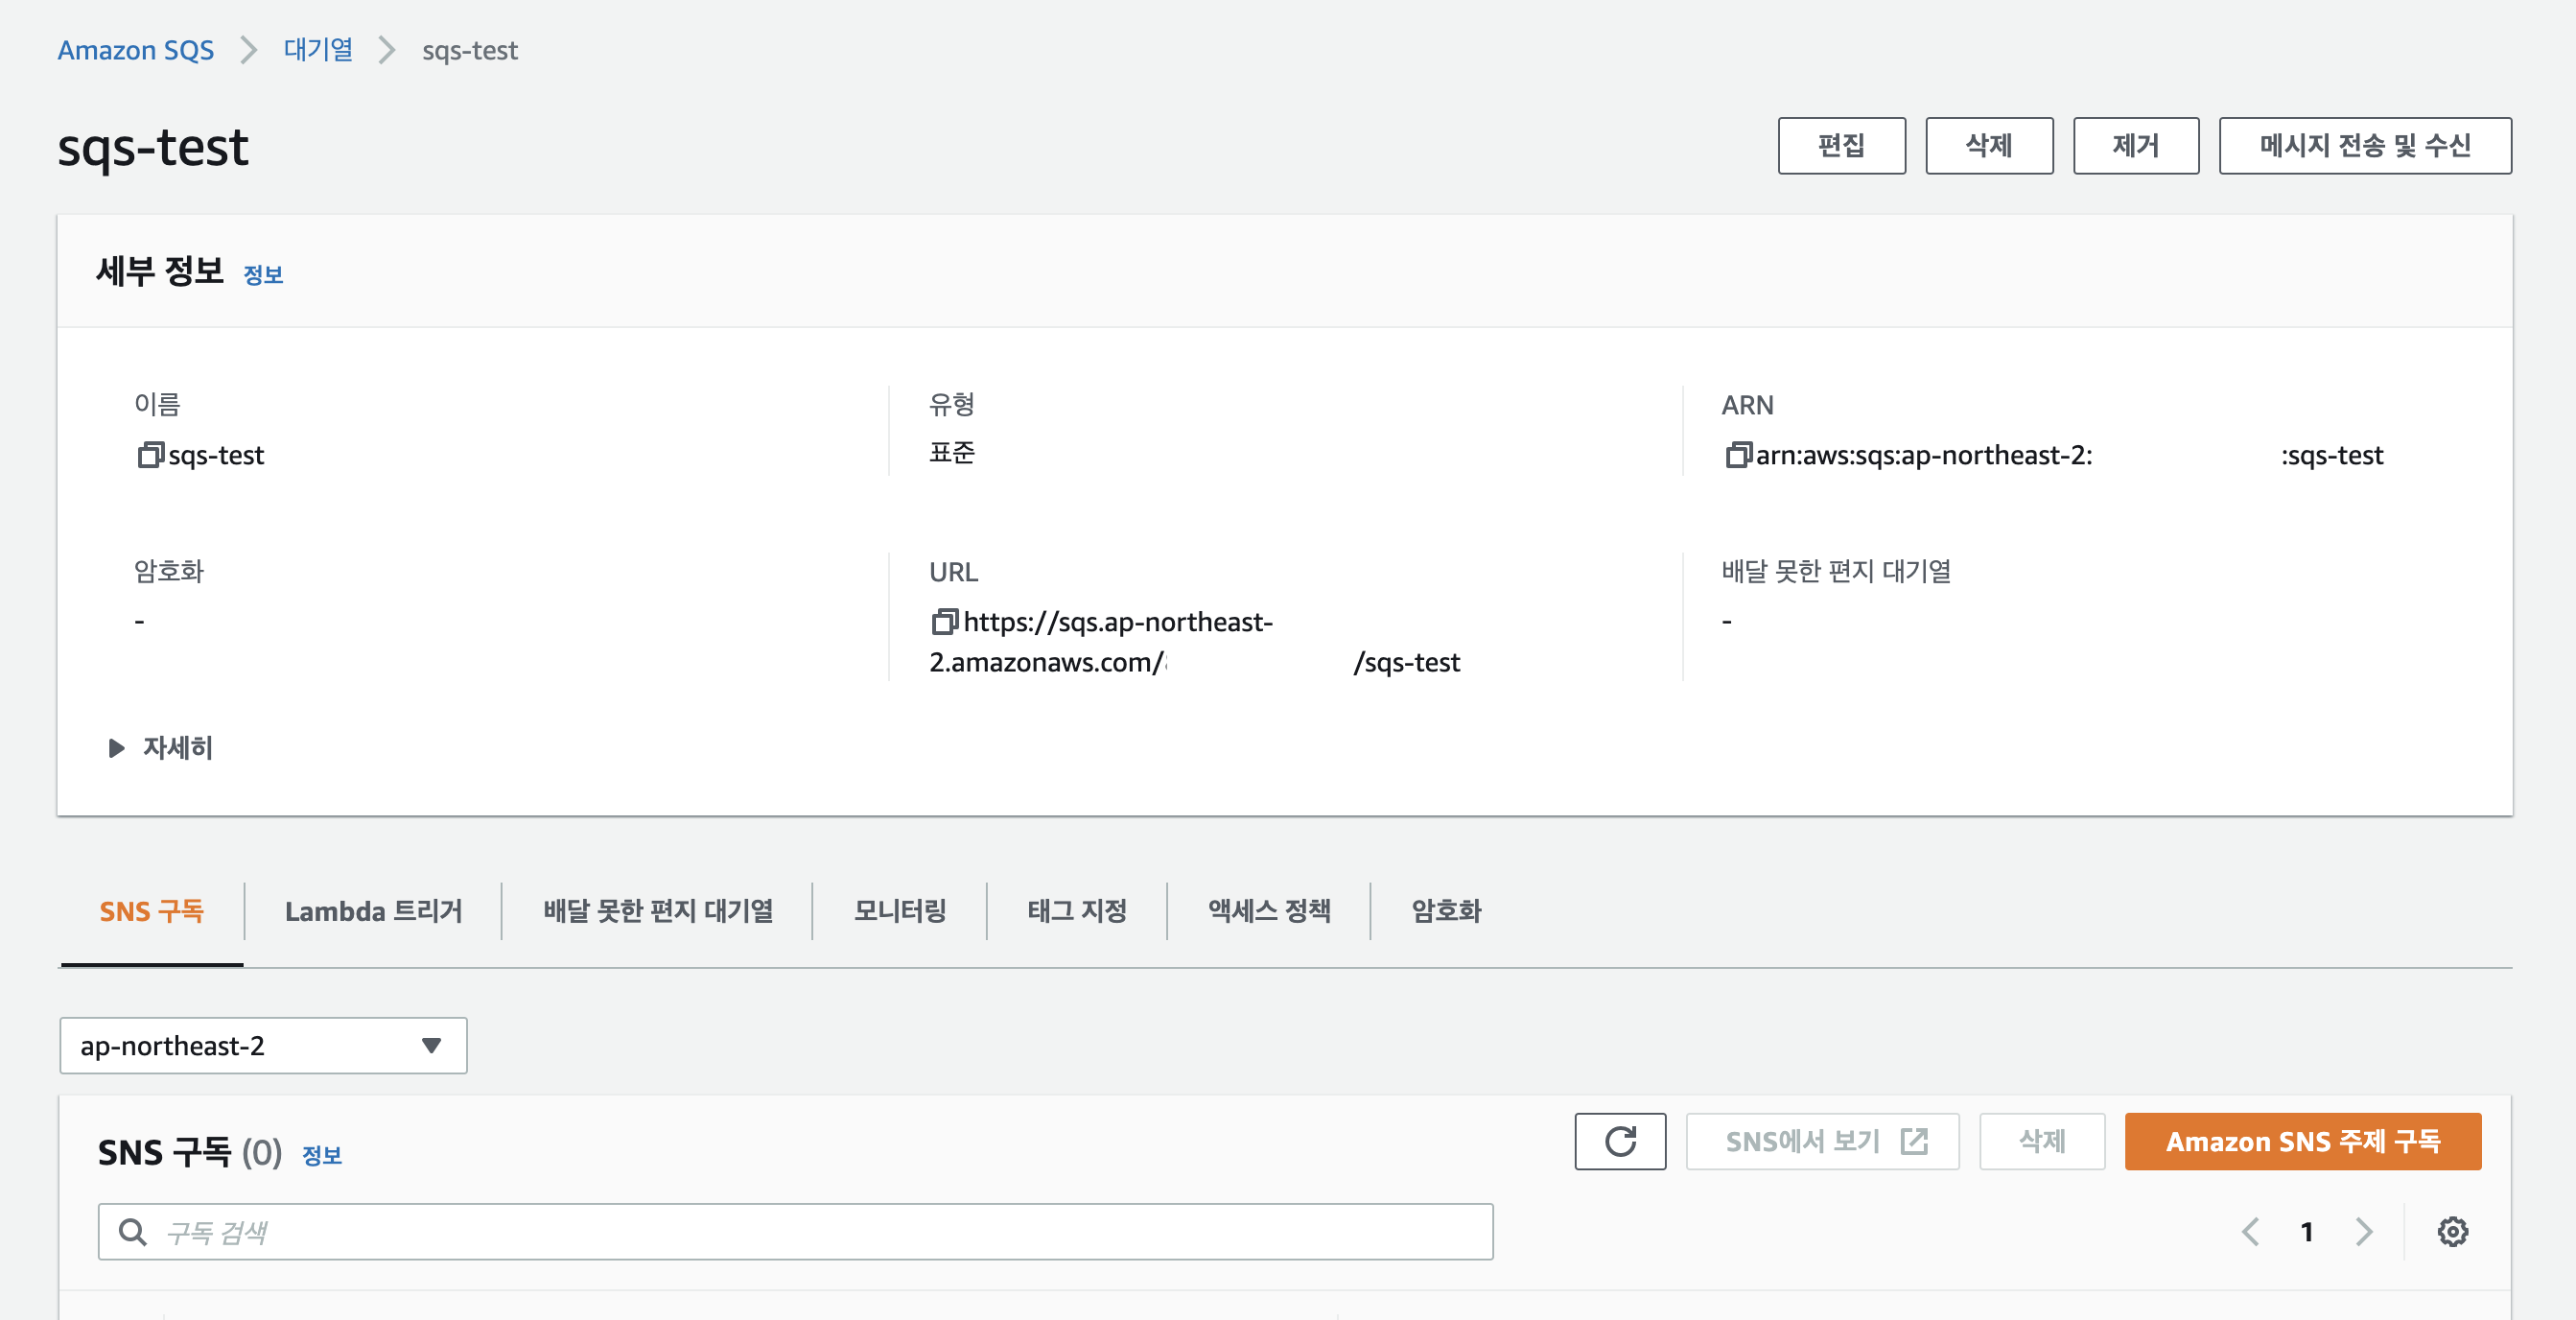 Amazon SQS > 대기열 > sqs-test
sqs-test
편집 삭제 제거 메시지 전송 및 수신
세부 정보 정보
이름 유형 ARN
sqs-test 표준 arn:aws:sqs:ap-northeast-2: :sqs-test
암호화 URL 배달 못한 편지 대기열
- https://sqs.ap-northeast- -
2.amazonaws.com/ /sqs-test
자세히
SNS 구독 Lambda 트리거 배달 못한 편지 대기열 모니터링 태그 지정 액세스 정책 암호화
ap-northeast-2
SNS 구독 (0) 정보 SNS에서 보기 삭제 Amazon SNS 주제 구독
구독 검색 1